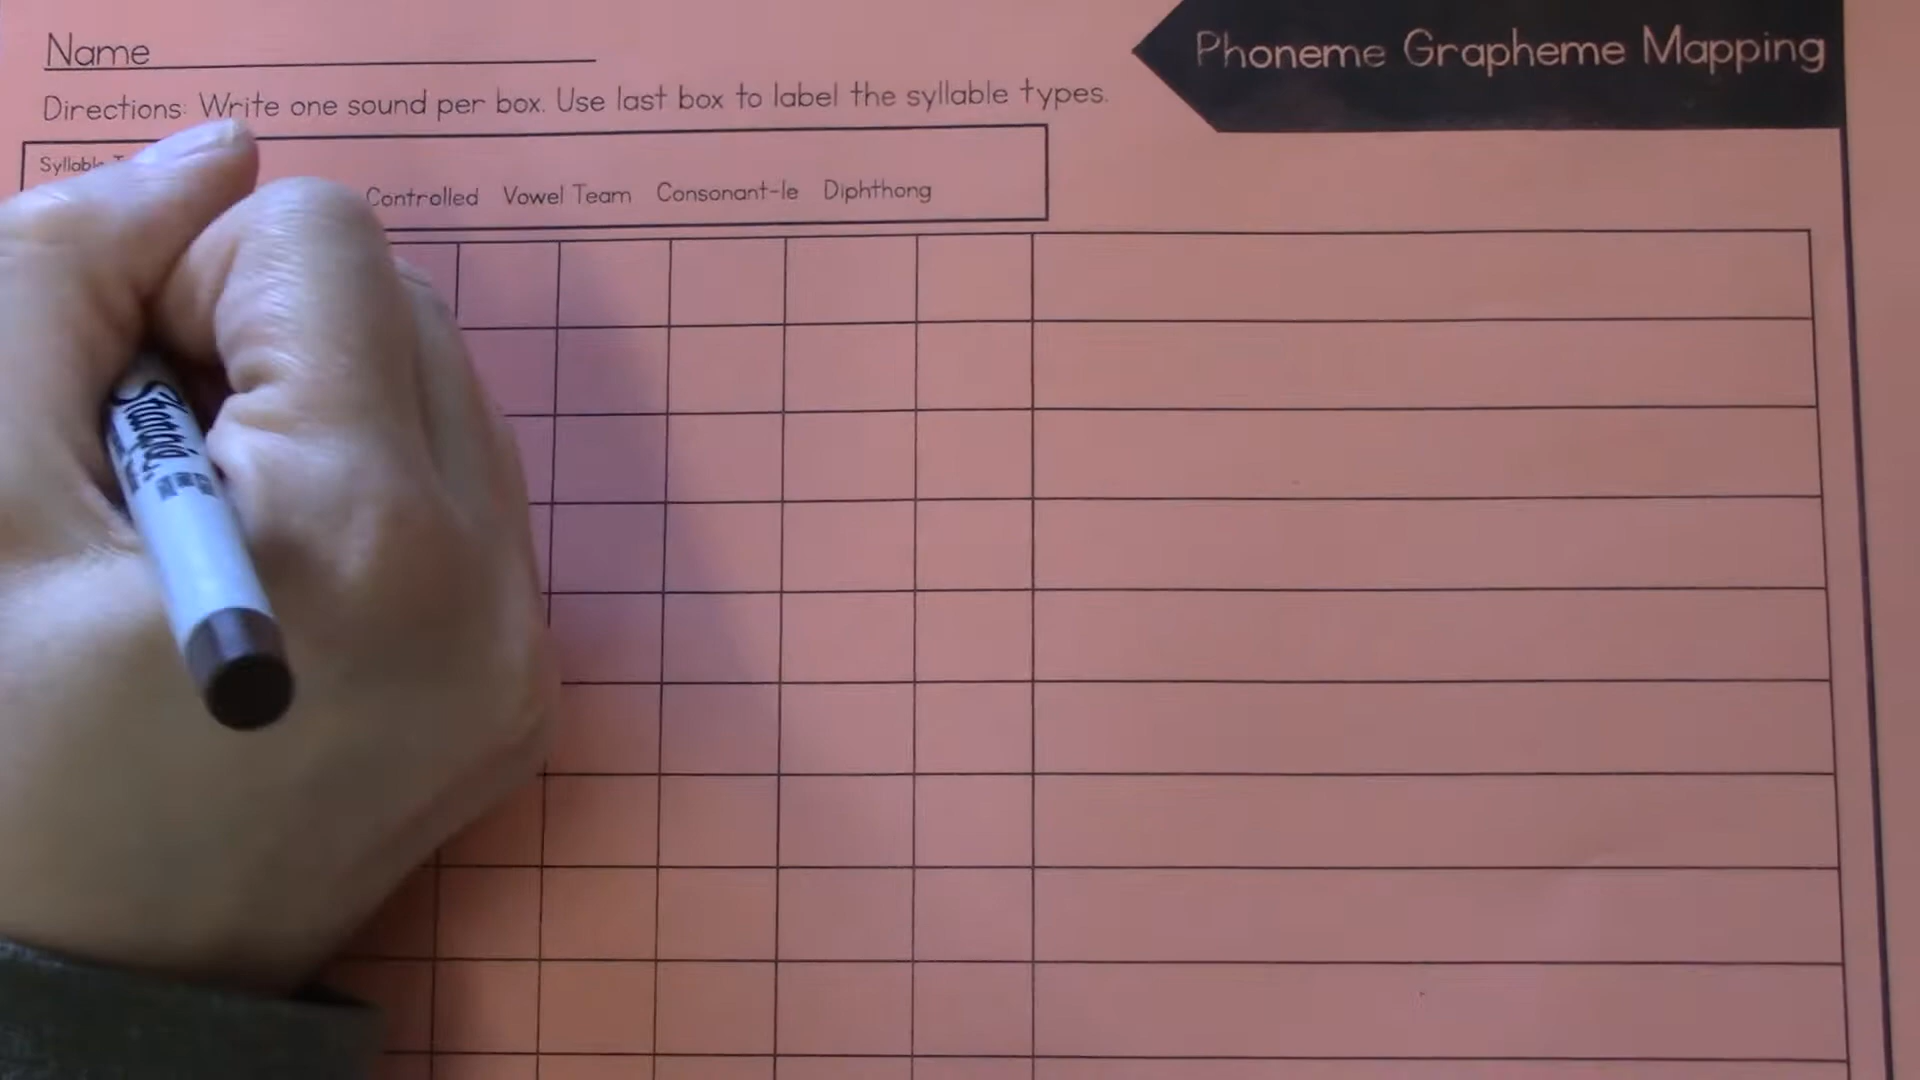 Name
Phoneme Grapheme Mapping
Directions: Write one sound per box. Use last box to label the syllable types.
Controlled Vowel Team Consonant-le Diphthong
Sharpie